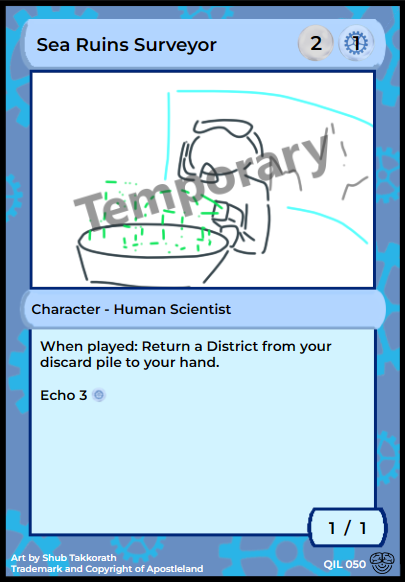 Sea Ruins Surveyor
2
1
Temporary
Character - Human Scientist
When played: Return a District from your
discard pile to your hand.
Echo 3
1 / 1
Art by Shub Takkorath
Trademark and Copyright of Apostleland
QIL 050